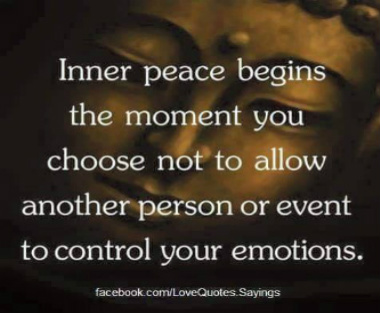 Inner peace begins
the moment you
choose not to allow
another person or event
to control your emotions.
facebook.com/LoveQuotes.Sayings